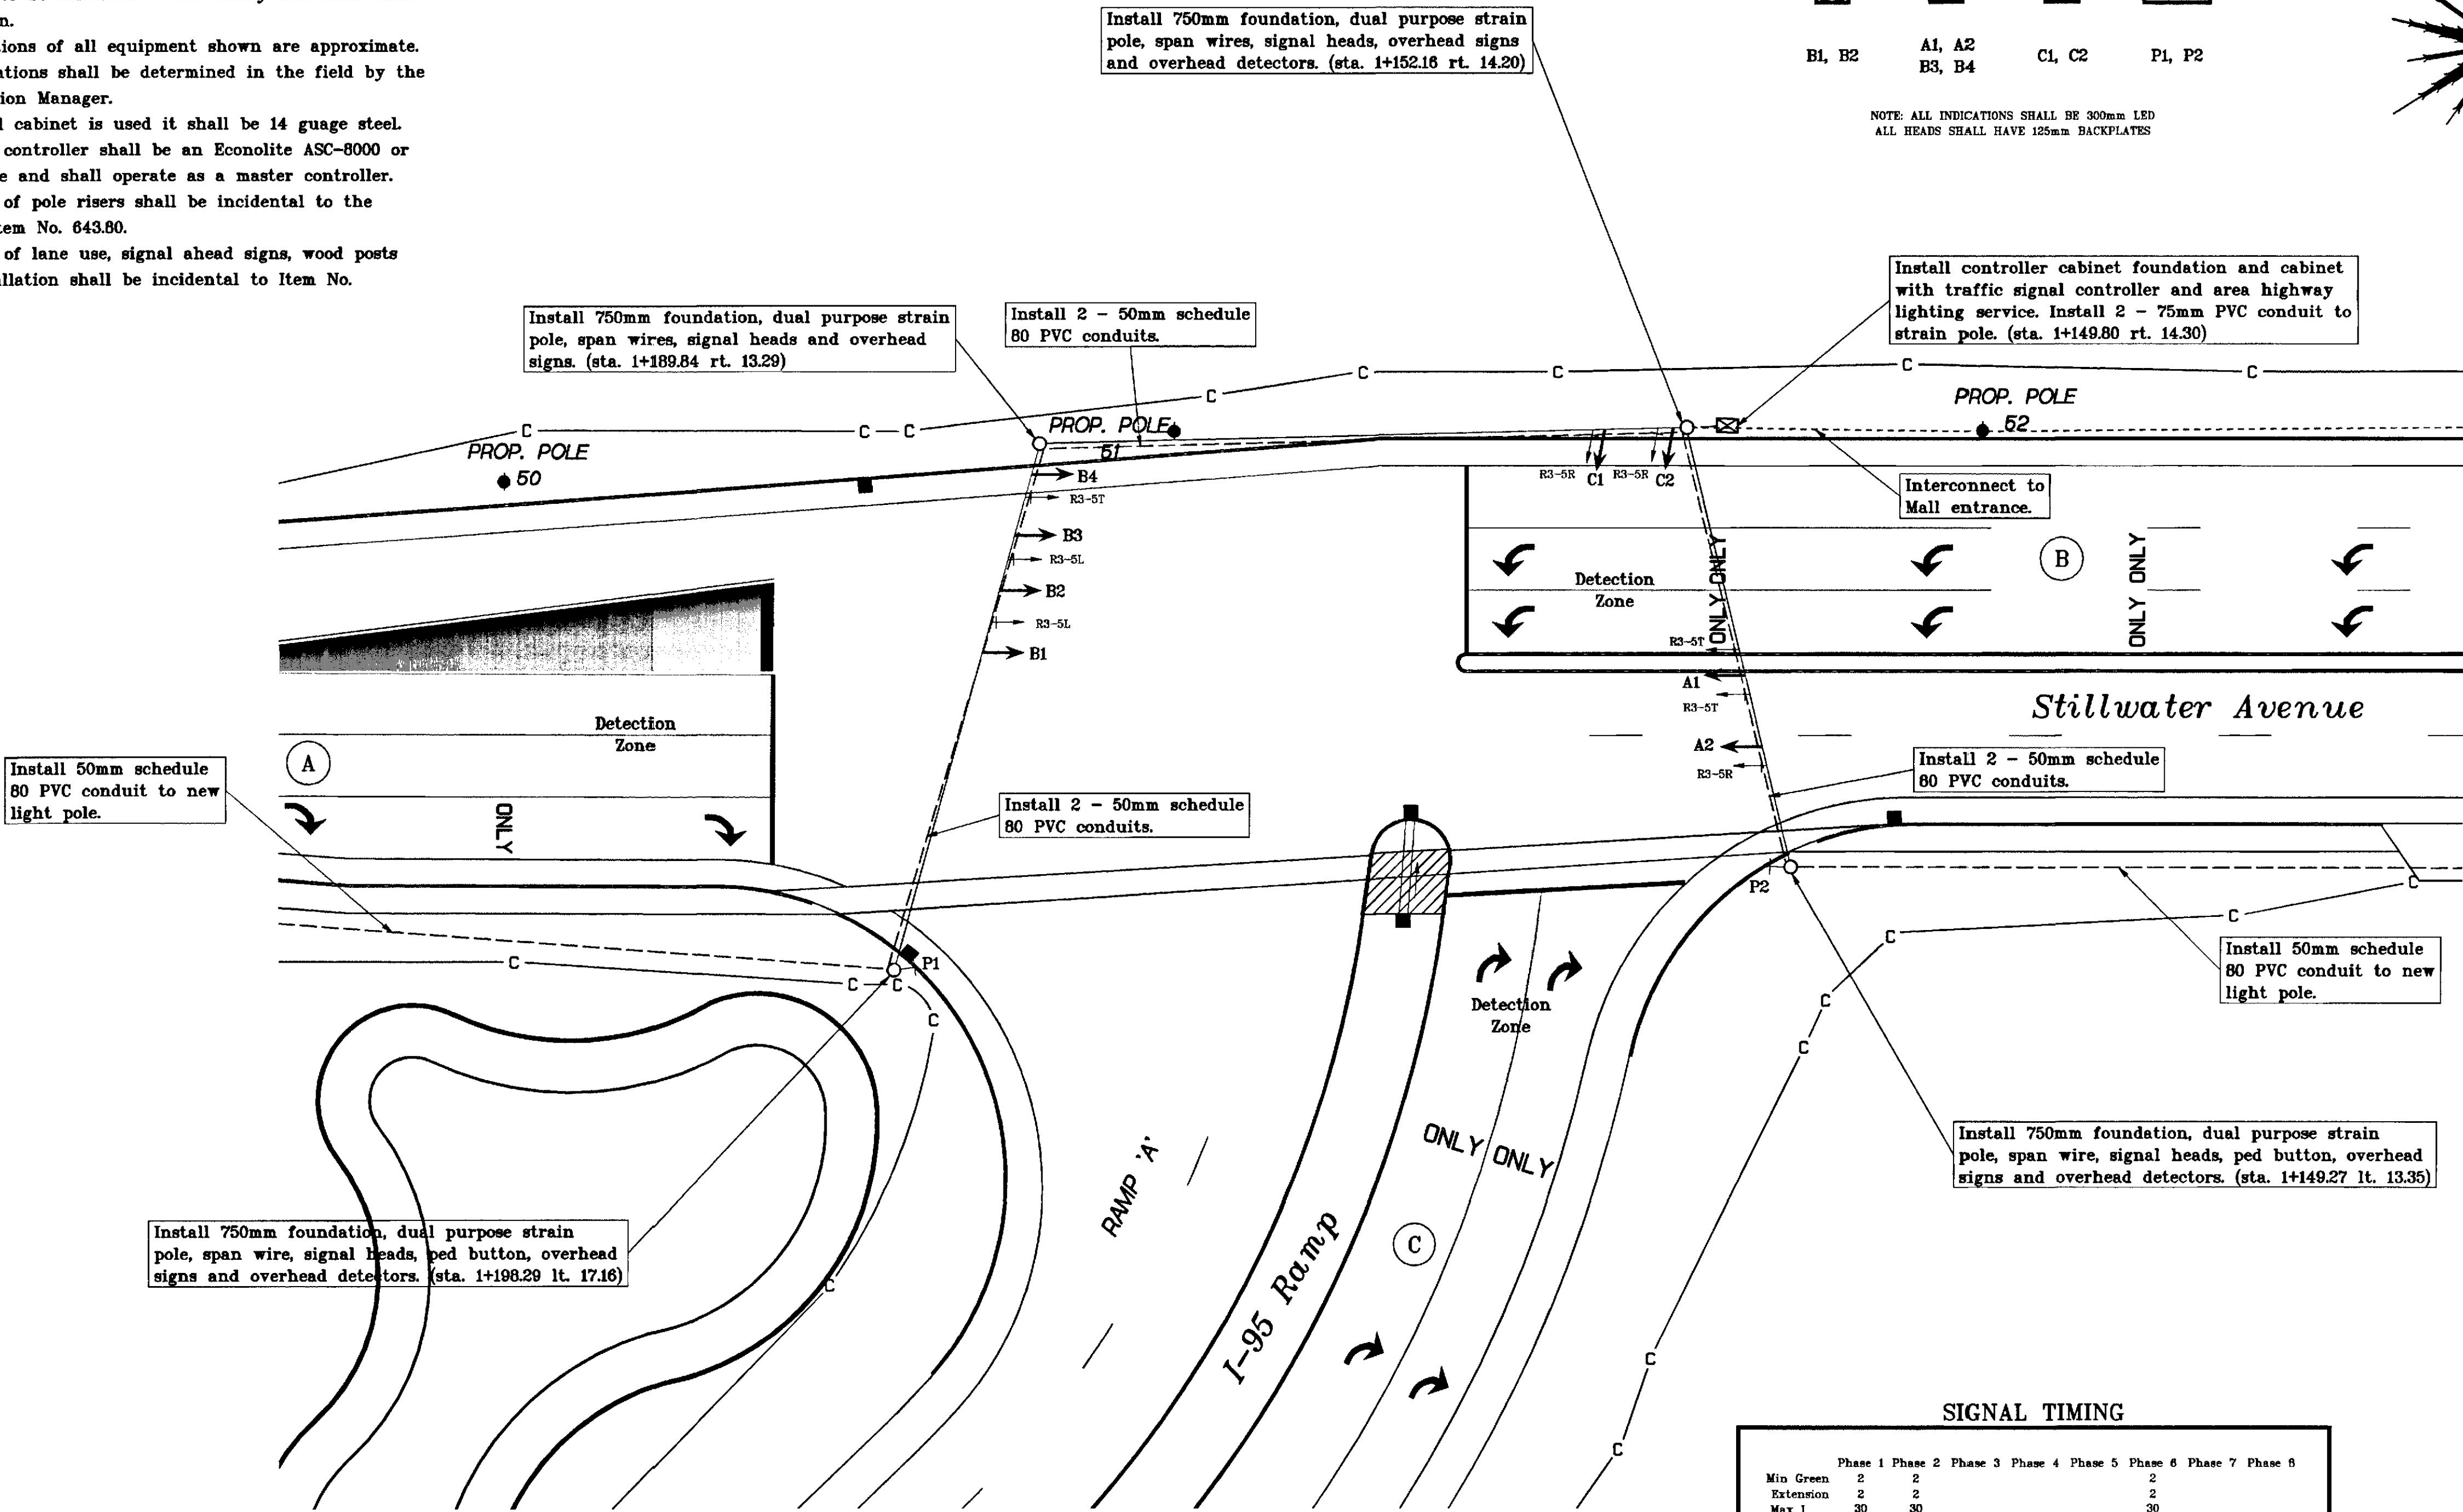 n.
tions of all equipment shown are approximate.
ations shall be determined in the field by the
ion Manager.
l cabinet is used it shall be 14 guage steel.
controller shall be an Econolite ASC-8000 or
e and shall operate as a master controller.
of pole risers shall be incidental to the
tem No. 643.80.
of lane use, signal ahead signs, wood posts
allation shall be incidental to Item No.
Install 750mm foundation, dual purpose strain
pole, span wires, signal heads, overhead signs
and overhead detectors. (sta. 1+152.16 rt. 14.20)
B1, B2
A1, A2
B3, B4
C1, C2
P1, P2
NOTE: ALL INDICATIONS SHALL BE 300mm LED
ALL HEADS SHALL HAVE 125mm BACKPLATES
Install 750mm foundation, dual purpose strain
pole, span wires, signal heads and overhead
signs. (sta. 1+189.84 rt. 13.29)
Install 2 - 50mm schedule
80 PVC conduits.
Install controller cabinet foundation and cabinet
with traffic signal controller and area highway
lighting service. Install 2 - 75mm PVC conduit to
strain pole. (sta. 1+149.80 rt. 14.30)
C
C
C
C
C
C
C
C
PROP. POLE
50
PROP. POLE
51
PROP. POLE
52
B4
R3-5T
B3
R3-5L
B2
R3-5L
B1
R3-5R
C1
R3-5R
C2
Interconnect to
Mall entrance.
Detection
Zone
ONLY ONLY
B
ONLY ONLY
R3-5T
A1
R3-5T
A2
R3-5R
Stillwater Avenue
Detection
Zone
A
ONLY
Install 50mm schedule
80 PVC conduit to new
light pole.
Install 2 - 50mm schedule
80 PVC conduits.
Install 2 - 50mm schedule
80 PVC conduits.
P2
P1
C
C
C
C
C
C
C
C
C
C
C
C
C
Install 50mm schedule
80 PVC conduit to new
light pole.
Detection
Zone
ONLY ONLY
RAMP 'A'
I-95 Ramp
C
Install 750mm foundation, dual purpose strain
pole, span wire, signal heads, ped button, overhead
signs and overhead detectors. (sta. 1+149.27 lt. 13.35)
Install 750mm foundation, dual purpose strain
pole, span wire, signal heads, ped button, overhead
signs and overhead detectors. (sta. 1+198.29 lt. 17.16)
SIGNAL TIMING
Phase 1 Phase 2 Phase 3 Phase 4 Phase 5 Phase 6 Phase 7 Phase 8
Min Green 2 2 2
Extension 2 2 2
Max I 30 30 30